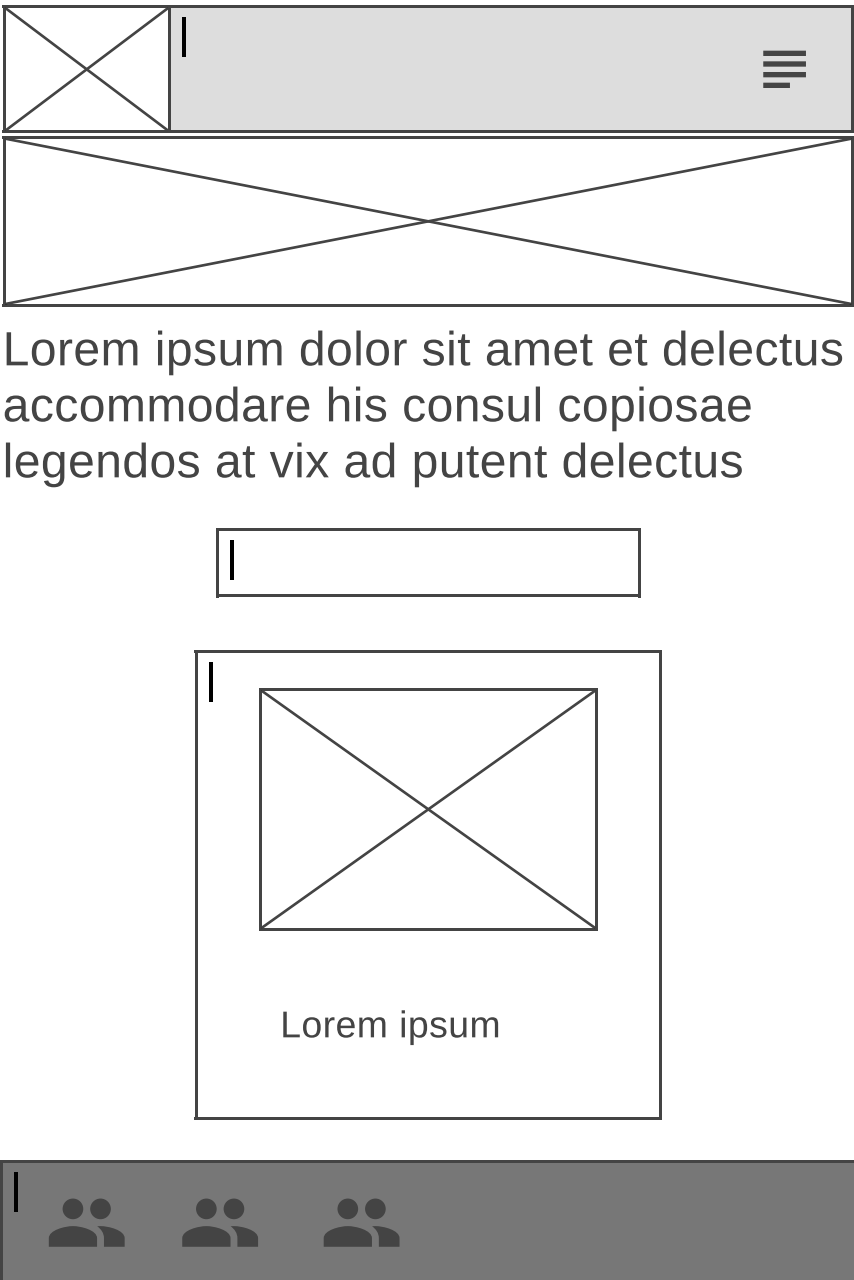 Lorem ipsum dolor sit amet et delectus
accommodare his consul copiosae
legendos at vix ad putent delectus
Lorem ipsum